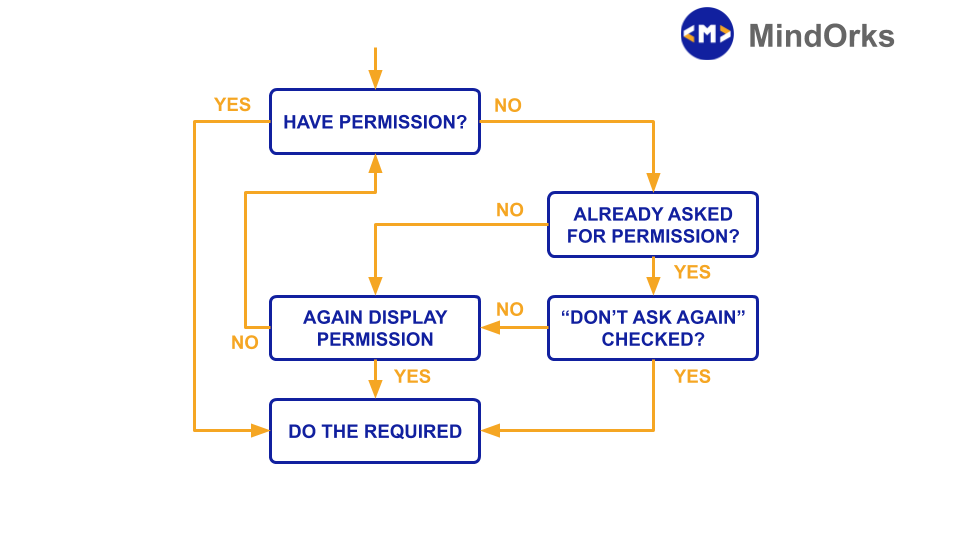 <M> MindOrks
YES
NO
HAVE PERMISSION?
NO
ALREADY ASKED
FOR PERMISSION?
YES
AGAIN DISPLAY
PERMISSION
NO
“DON’T ASK AGAIN”
CHECKED?
NO
YES
YES
DO THE REQUIRED